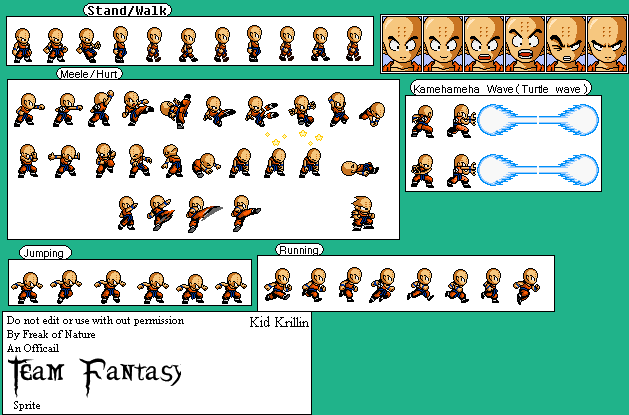 Stand/Walk
Meele/Hurt
Kamehameha Wave(Turtle wave)
Jumping
Running
Do not edit or use with out permission
Kid Krillin
By Freak of Nature
An Officail
Team Fantasy
Sprite